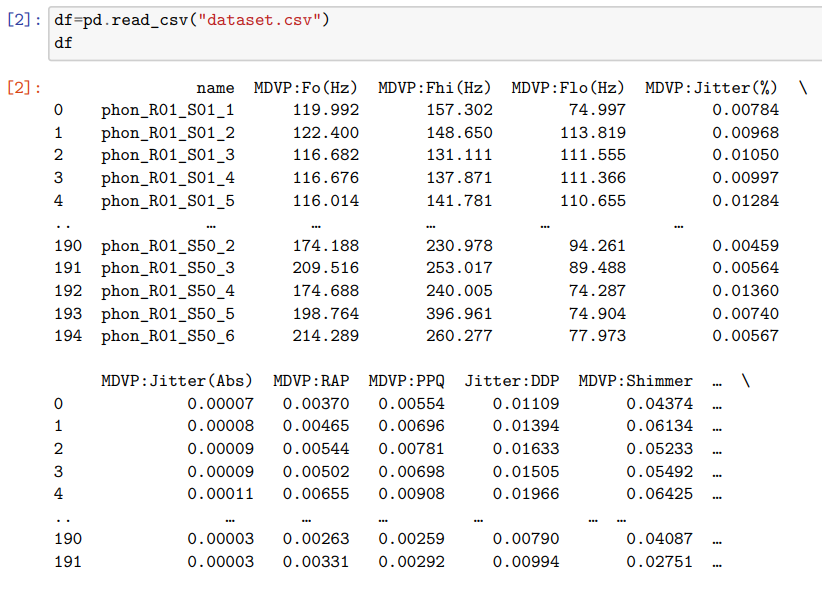 [2]: df=pd.read_csv("dataset.csv")
df
[2]: name MDVP:Fo(Hz) MDVP:Fhi(Hz) MDVP:Flo(Hz) MDVP:Jitter(%) \
0 phon_R01_S01_1 119.992 157.302 74.997 0.00784
1 phon_R01_S01_2 122.400 148.650 113.819 0.00968
2 phon_R01_S01_3 116.682 131.111 111.555 0.01050
3 phon_R01_S01_4 116.676 137.871 111.366 0.00997
4 phon_R01_S01_5 116.014 141.781 110.655 0.01284
.. … … … … …
190 phon_R01_S50_2 174.188 230.978 94.261 0.00459
191 phon_R01_S50_3 209.516 253.017 89.488 0.00564
192 phon_R01_S50_4 174.688 240.005 74.287 0.01360
193 phon_R01_S50_5 198.764 396.961 74.904 0.00740
194 phon_R01_S50_6 214.289 260.277 77.973 0.00567
MDVP:Jitter(Abs) MDVP:RAP MDVP:PPQ Jitter:DDP MDVP:Shimmer … \
0 0.00007 0.00370 0.00554 0.01109 0.04374 …
1 0.00008 0.00465 0.00696 0.01394 0.06134 …
2 0.00009 0.00544 0.00781 0.01633 0.05233 …
3 0.00009 0.00502 0.00698 0.01505 0.05492 …
4 0.00011 0.00655 0.00908 0.01966 0.06425 …
.. … … … … … …
190 0.00003 0.00263 0.00259 0.00790 0.04087 …
191 0.00003 0.00331 0.00292 0.00994 0.02751 …